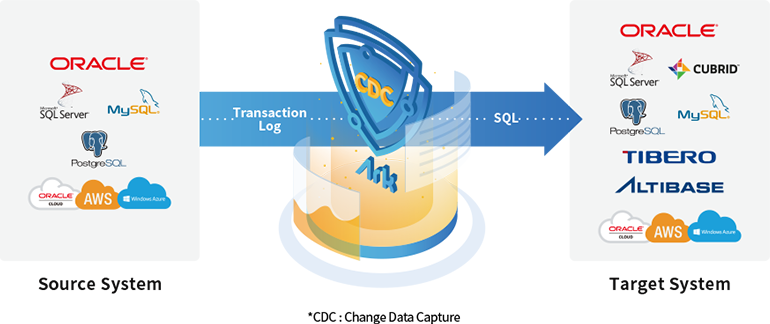 ORACLE
Microsoft
SQL Server
MySQL
PostgreSQL
ORACLE
CLOUD
AWS
Windows Azure
Source System
Transaction
Log
CDC
Ark
SQL
ORACLE
Microsoft
SQL Server
CUBRID
PostgreSQL
MySQL
TIBERO
ALTIBASE
ORACLE
CLOUD
AWS
Windows Azure
Target System
*CDC : Change Data Capture